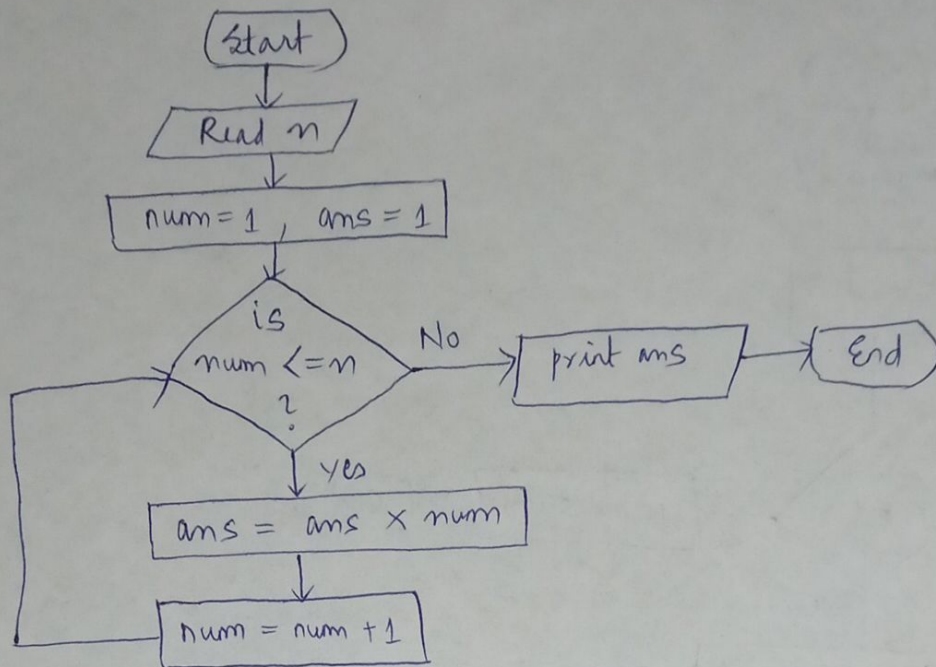 Start
Read n
num = 1 , ans = 1
is
num <= n
?
No
print ans
End
yes
ans = ans × num
num = num + 1